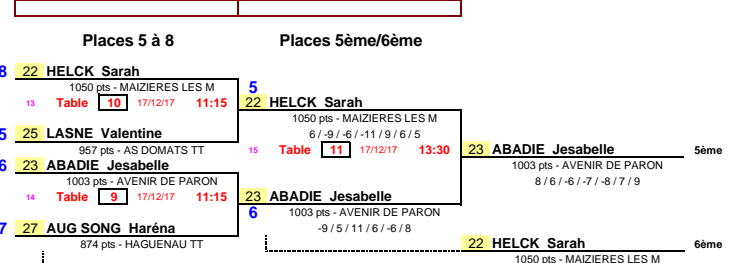 Places 5 à 8
Places 5ème/6ème
8 22 HELCK Sarah
1050 pts - MAIZIERES LES M
13 Table 10 17/12/17 11:15
5
22 HELCK Sarah
1050 pts - MAIZIERES LES M
6 / -9 / -6 / -11 / 9 / 6 / 5
5 25 LASNE Valentine
957 pts - AS DOMATS TT
15 Table 11 17/12/17 13:30
23 ABADIE Jesabelle 5ème
1003 pts - AVENIR DE PARON
8 / 6 / -6 / -7 / -8 / 7 / 9
6 23 ABADIE Jesabelle
1003 pts - AVENIR DE PARON
14 Table 9 17/12/17 11:15
23 ABADIE Jesabelle
6
1003 pts - AVENIR DE PARON
-9 / 5 / 11 / 6 / -6 / 8
7 27 AUG SONG Haréna
874 pts - HAGUENAU TT
22 HELCK Sarah 6ème
1050 pts - MAIZIERES LES M